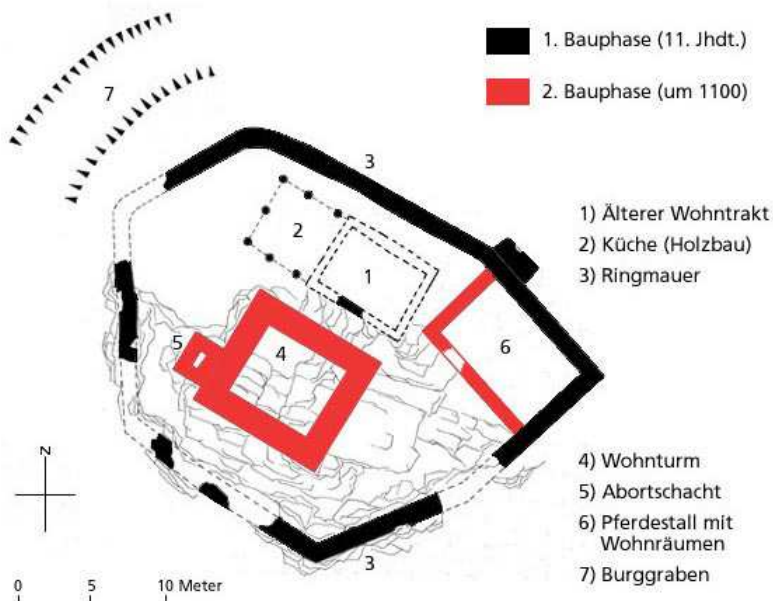 1. Bauphase (11. Jhdt.)
2. Bauphase (um 1100)
7
3
1) Älterer Wohntrakt
2) Küche (Holzbau)
3) Ringmauer
2
1
5
4
6
N
4) Wohnturm
5) Abortschacht
6) Pferdestall mit
Wohnräumen
7) Burggraben
3
0 5 10 Meter